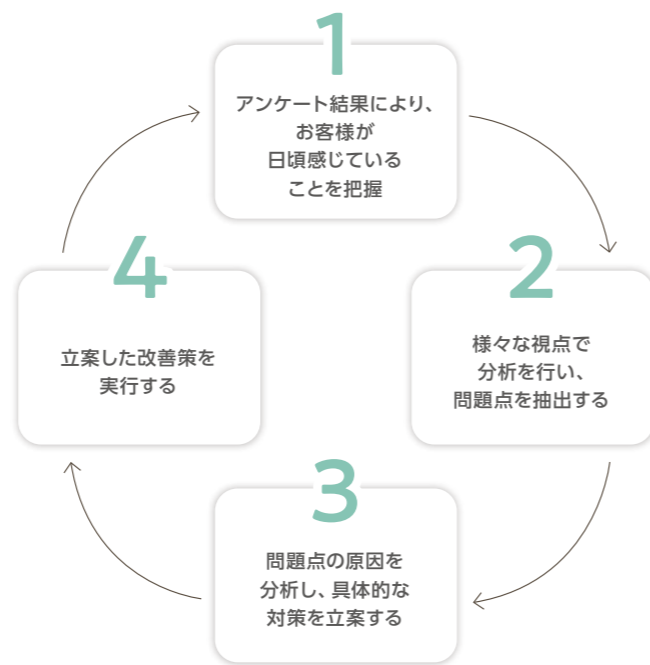 1
アンケート結果により、
お客様が
日頃感じている
ことを把握
2
様々な視点で
分析を行い、
問題点を抽出する
3
問題点の原因を
分析し、具体的な
対策を立案する
4
立案した改善策を
実行する